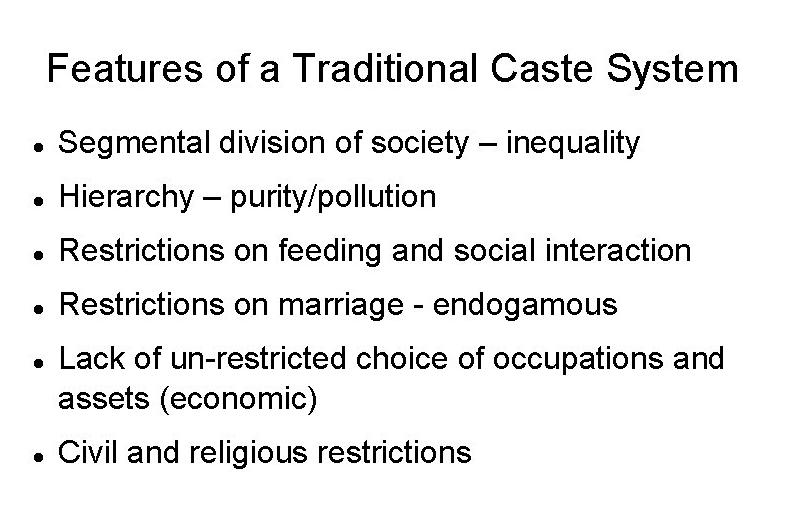 Features of a Traditional Caste System
● Segmental division of society – inequality
● Hierarchy – purity/pollution
● Restrictions on feeding and social interaction
● Restrictions on marriage - endogamous
● Lack of un-restricted choice of occupations and
assets (economic)
● Civil and religious restrictions